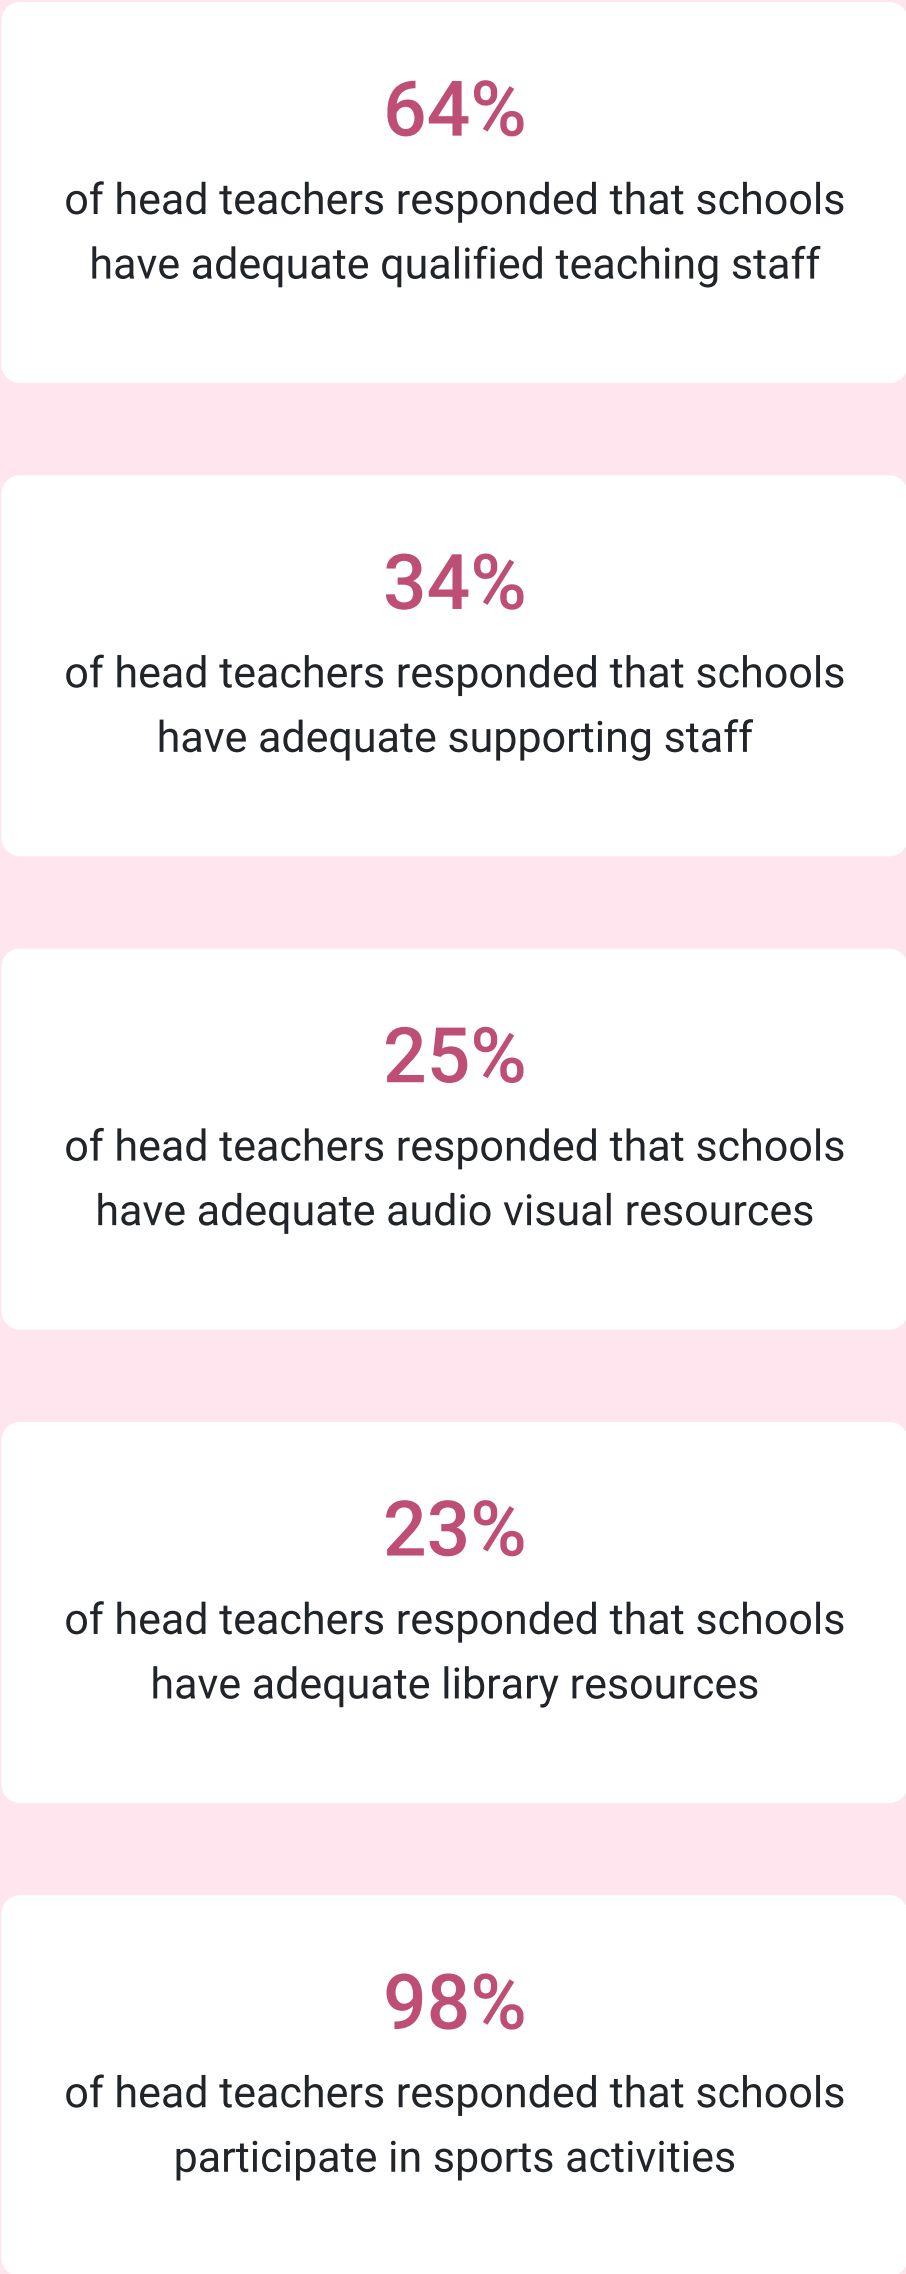 64%
of head teachers responded that schools
have adequate qualified teaching staff
34%
of head teachers responded that schools
have adequate supporting staff
25%
of head teachers responded that schools
have adequate audio visual resources
23%
of head teachers responded that schools
have adequate library resources
98%
of head teachers responded that schools
participate in sports activities